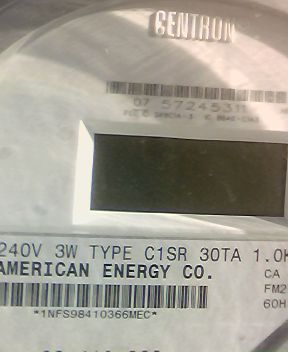 CENTRON
07 57245311
240V 3W TYPE C1SR 30TA 1.0K
AMERICAN ENERGY CO.
CA
FM2
60H
*1NFS98410366MEC*